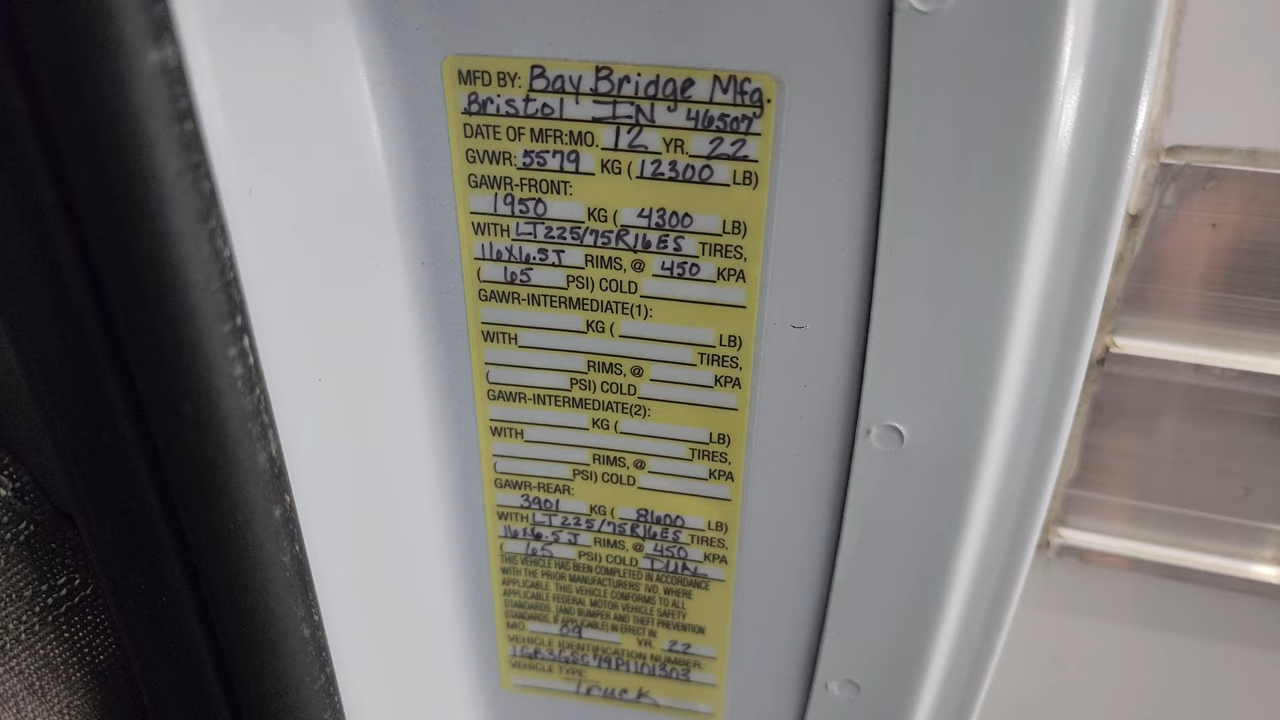 MFD BY: Bay Bridge Mfg.
Bristol IN 46507
DATE OF MFR:MO. 12 YR. 22
GVWR: 5579 KG (12300 LB)
GAWR-FRONT:
1950 KG ( 4300 LB)
WITH LT225/75R16ES TIRES,
16X6.5J RIMS, @ 450 KPA
( 65 PSI) COLD
GAWR-INTERMEDIATE(1):
KG ( LB)
WITH TIRES,
RIMS, @ KPA
( PSI) COLD
GAWR-INTERMEDIATE(2):
KG ( LB)
WITH TIRES,
RIMS, @ KPA
( PSI) COLD
GAWR-REAR:
3901 KG ( 8600 LB)
WITH LT225/75R16ES TIRES,
16X6.5J RIMS, @ 450 KPA
( 65 PSI) COLD DUAL
THIS VEHICLE HAS BEEN COMPLETED IN ACCORDANCE
WITH THE PRIOR MANUFACTURERS' IVD, WHERE
APPLICABLE. THIS VEHICLE CONFORMS TO ALL
APPLICABLE FEDERAL MOTOR VEHICLE SAFETY
STANDARDS, [AND BUMPER AND THEFT PREVENTION
STANDARDS, IF APPLICABLE] IN EFFECT IN:
MO. 09 YR. 22
VEHICLE IDENTIFICATION NUMBER:
1GB3GSC79P1101303
VEHICLE TYPE:
Truck